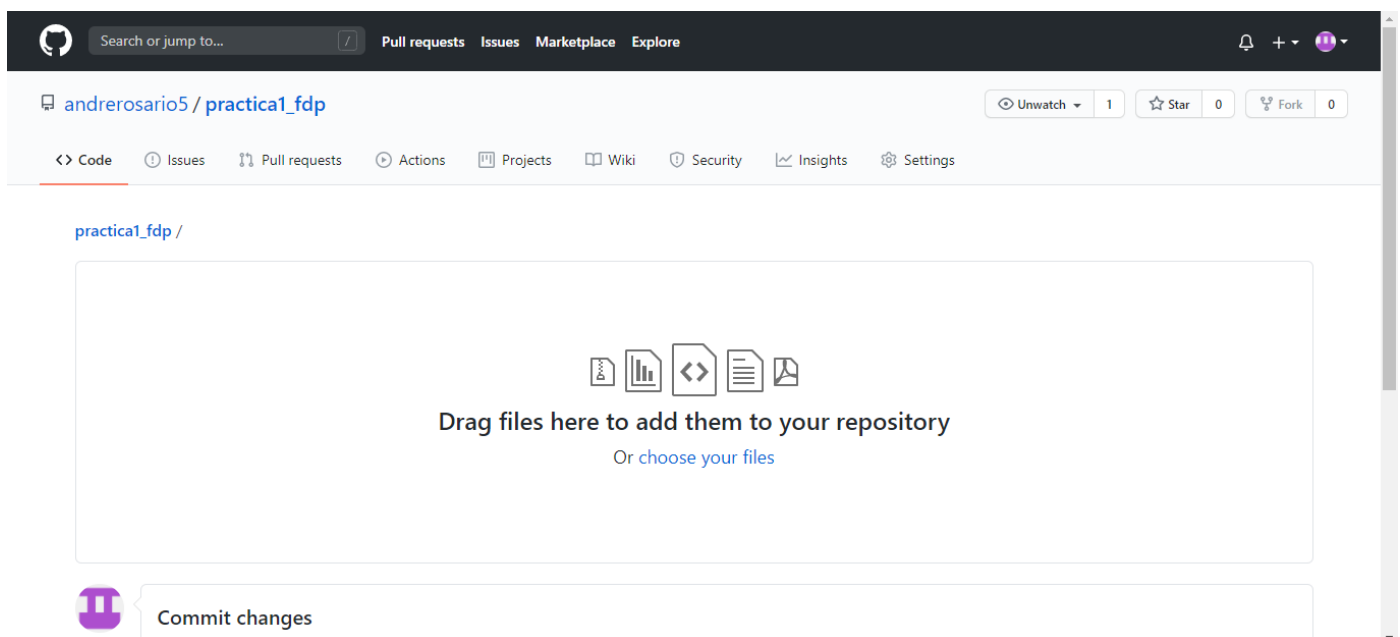 Search or jump to... / Pull requests Issues Marketplace Explore
andrerosario5 / practica1_fdp Unwatch 1 Star 0 Fork 0
<> Code Issues Pull requests Actions Projects Wiki Security Insights Settings
practica1_fdp /
Drag files here to add them to your repository
Or choose your files
Commit changes